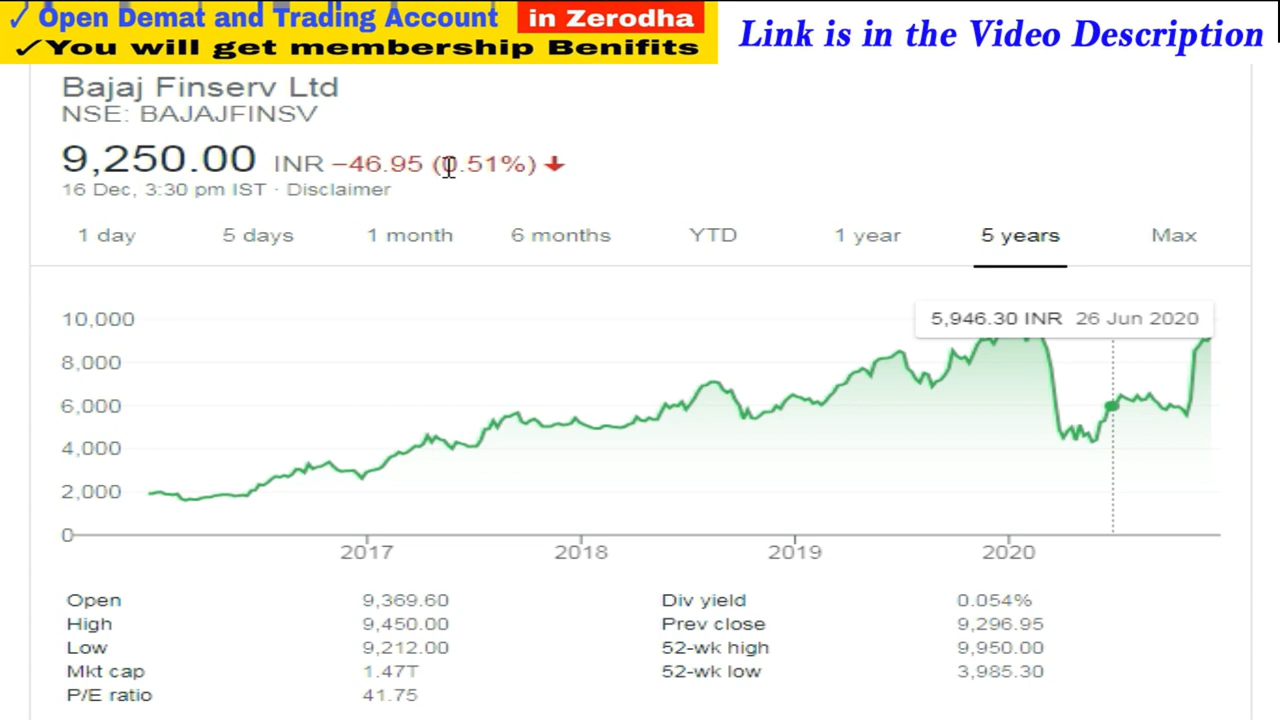 ✓ Open Demat and Trading Account in Zerodha
✓You will get membership Benifits
Link is in the Video Description
Bajaj Finserv Ltd
NSE: BAJAJFINSV
9,250.00 INR −46.95 (0.51%) ↓
16 Dec, 3:30 pm IST · Disclaimer
1 day 5 days 1 month 6 months YTD 1 year 5 years Max
5,946.30 INR 26 Jun 2020
10,000
8,000
6,000
4,000
2,000
0
2017 2018 2019 2020
Open 9,369.60 Div yield 0.054%
High 9,450.00 Prev close 9,296.95
Low 9,212.00 52-wk high 9,950.00
Mkt cap 1.47T 52-wk low 3,985.30
P/E ratio 41.75